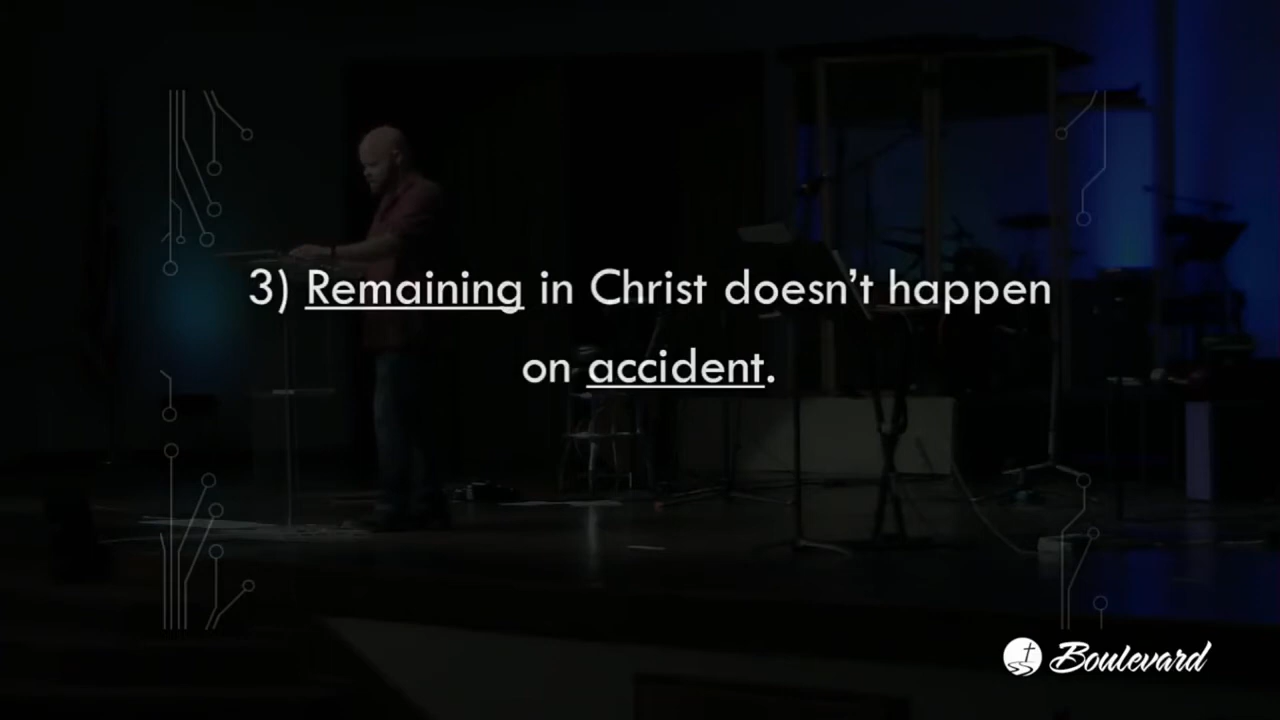 3) Remaining in Christ doesn't happen
on accident.
Boulevard